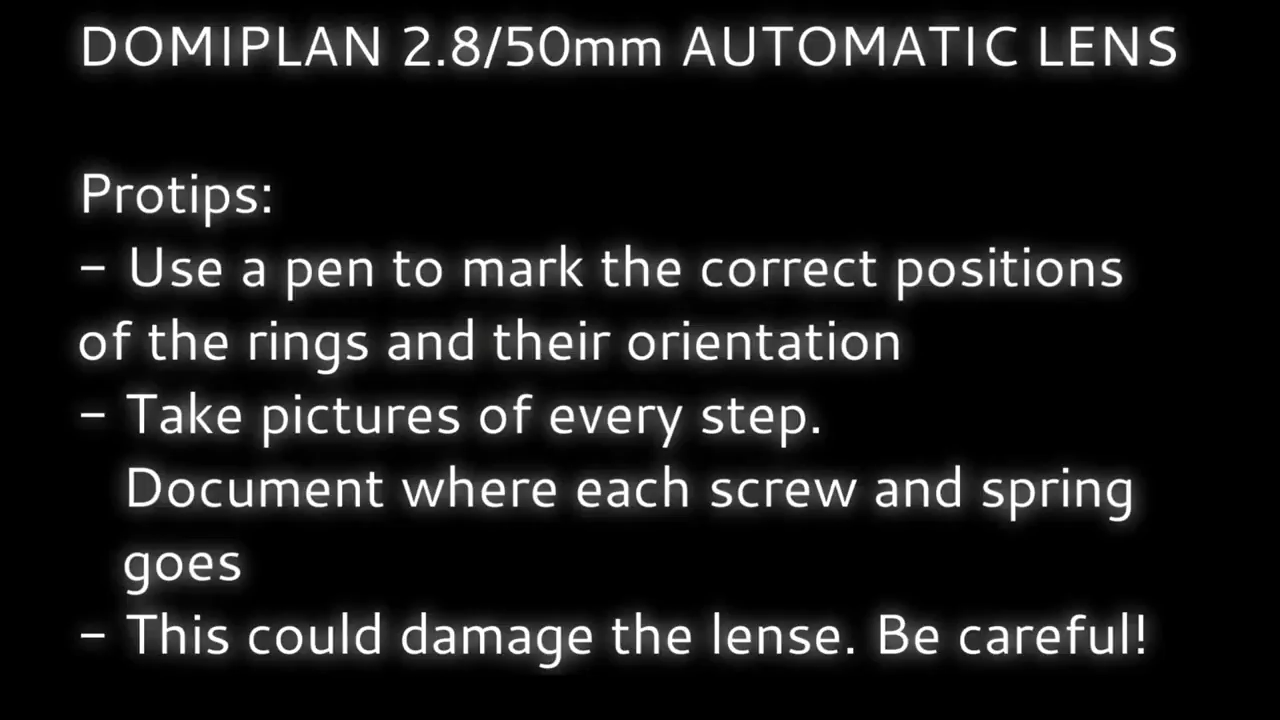 DOMIPLAN 2.8/50mm AUTOMATIC LENS
Protips:
- Use a pen to mark the correct positions
of the rings and their orientation
- Take pictures of every step.
Document where each screw and spring
goes
- This could damage the lense. Be careful!